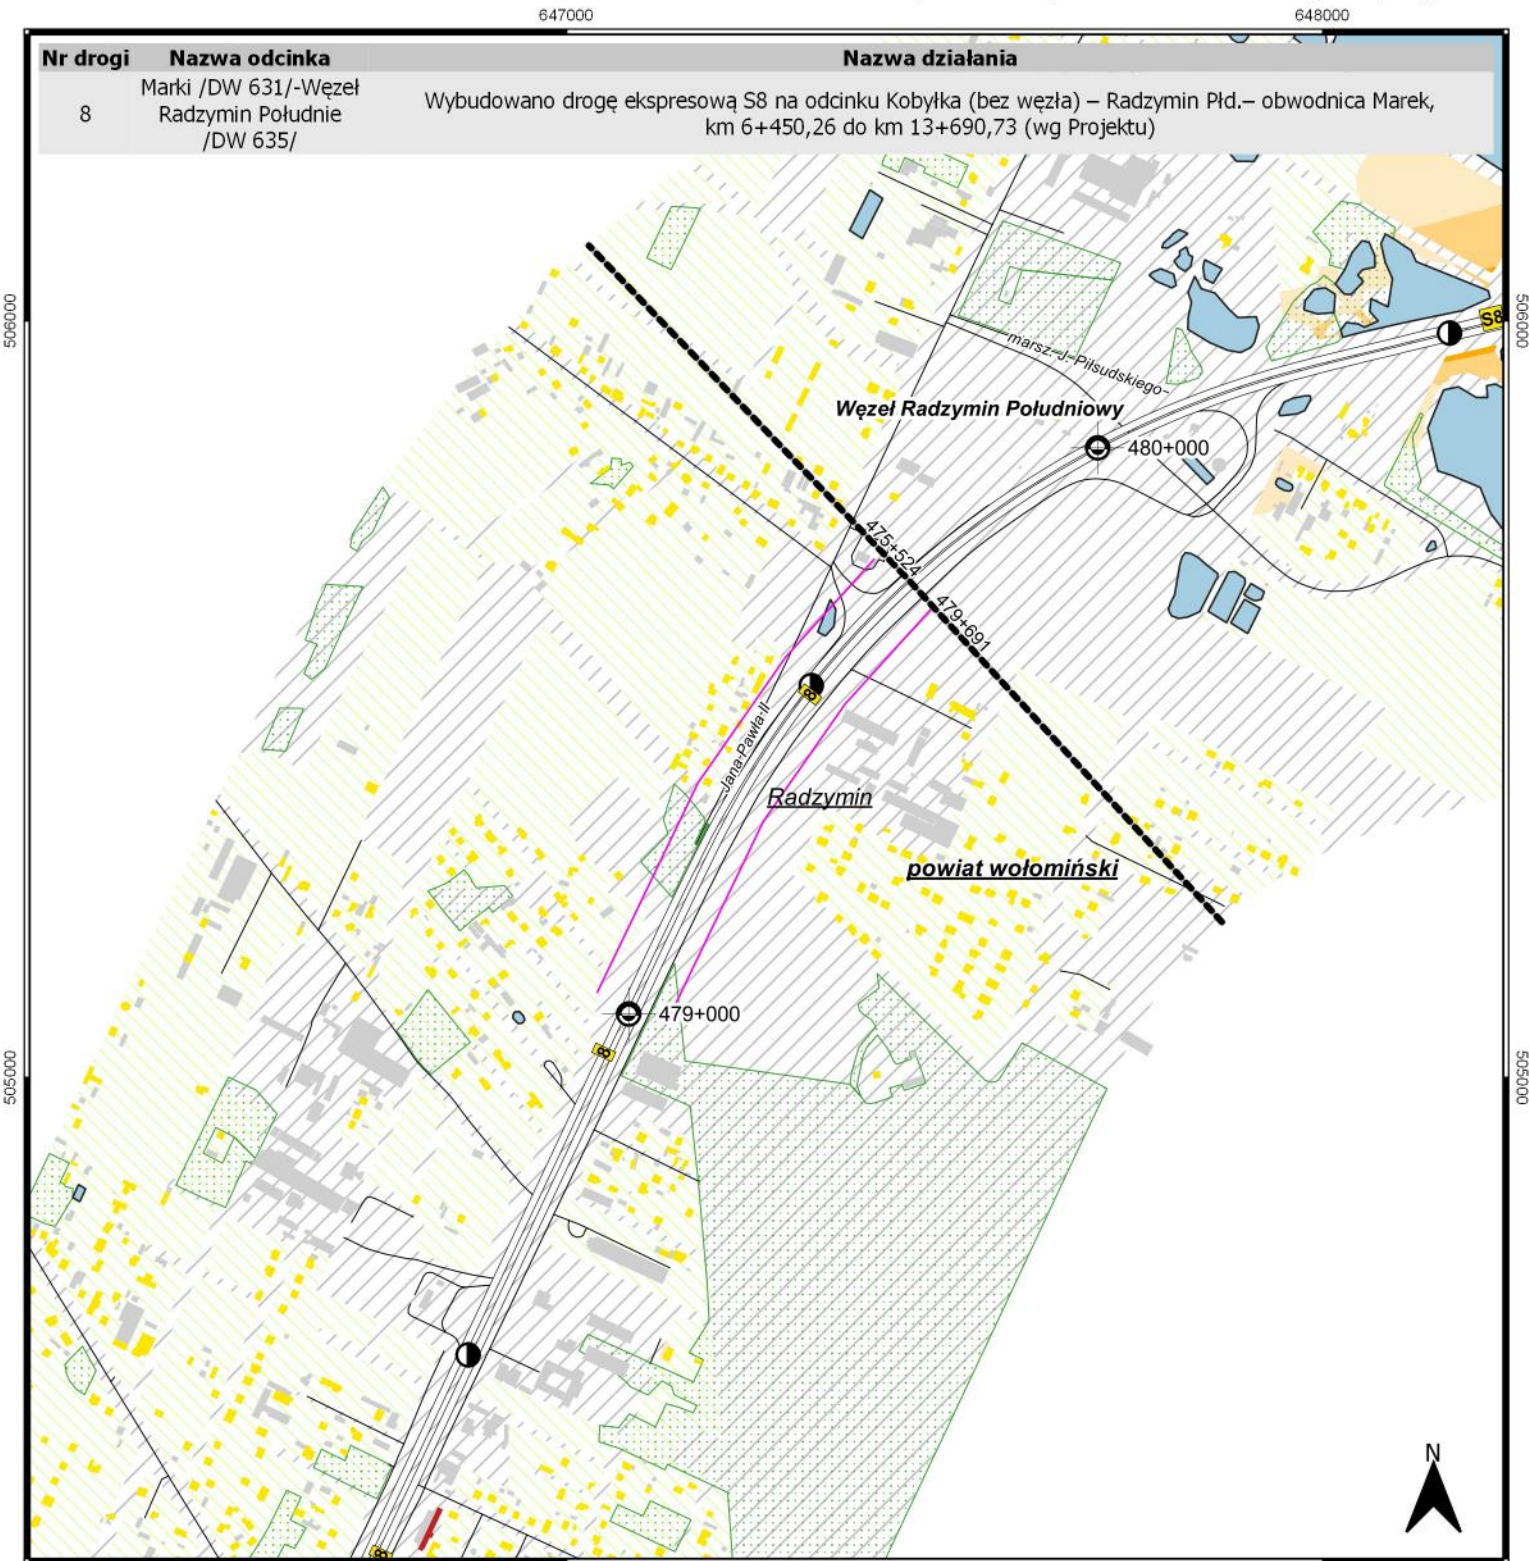 647000
648000
Nr drogi Nazwa odcinka Nazwa działania
8
Marki /DW 631/-Węzeł
Radzymin Południe
/DW 635/
Wybudowano drogę ekspresową S8 na odcinku Kobyłka (bez węzła) – Radzymin Płd.– obwodnica Marek,
km 6+450,26 do km 13+690,73 (wg Projektu)
506000
506000
S8
marsz. J. Piłsudskiego
Węzeł Radzymin Południowy
480+000
475+524
479+691
8
Jana Pawła II
Radzymin
powiat wołomiński
479+000
8
505000
505000
N
8